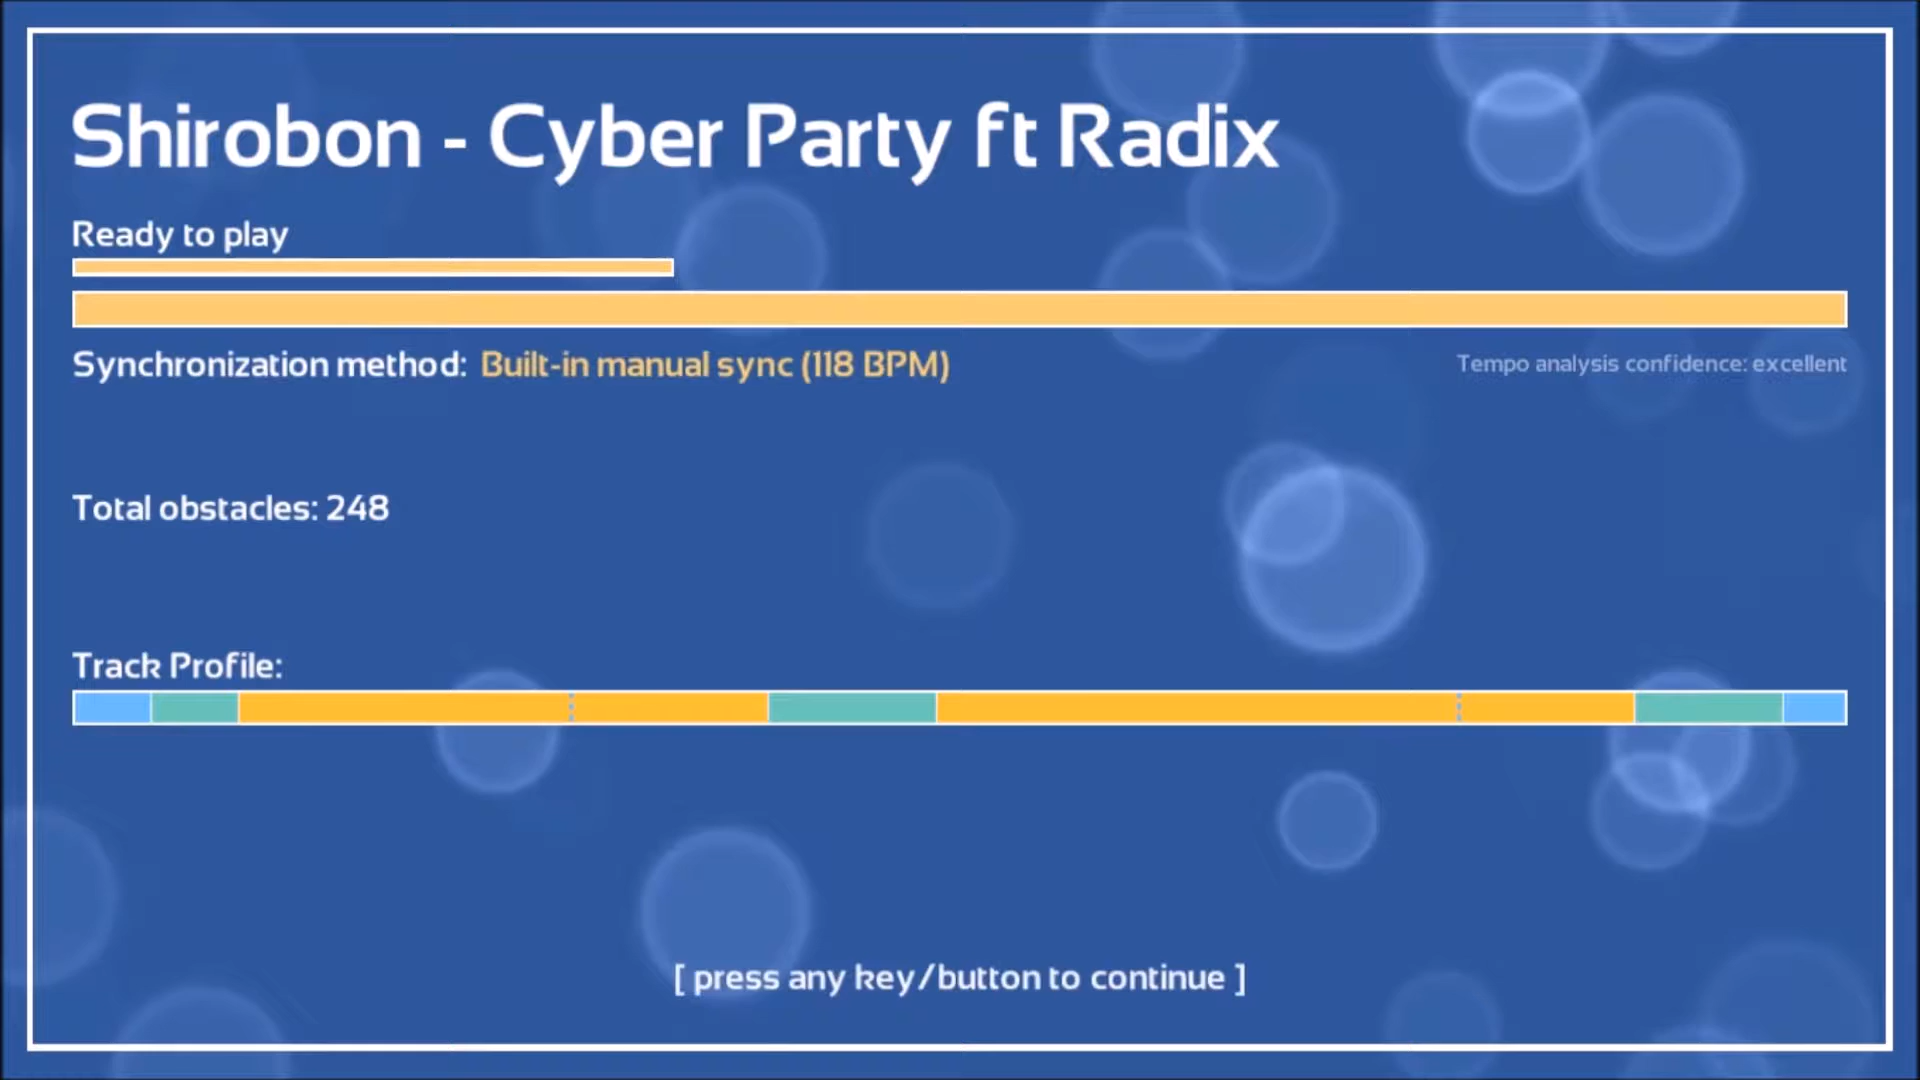 Shirobon - Cyber Party ft Radix
Ready to play
Synchronization method: Built-in manual sync (118 BPM)
Tempo analysis confidence: excellent
Total obstacles: 248
Track Profile:
[ press any key/button to continue ]